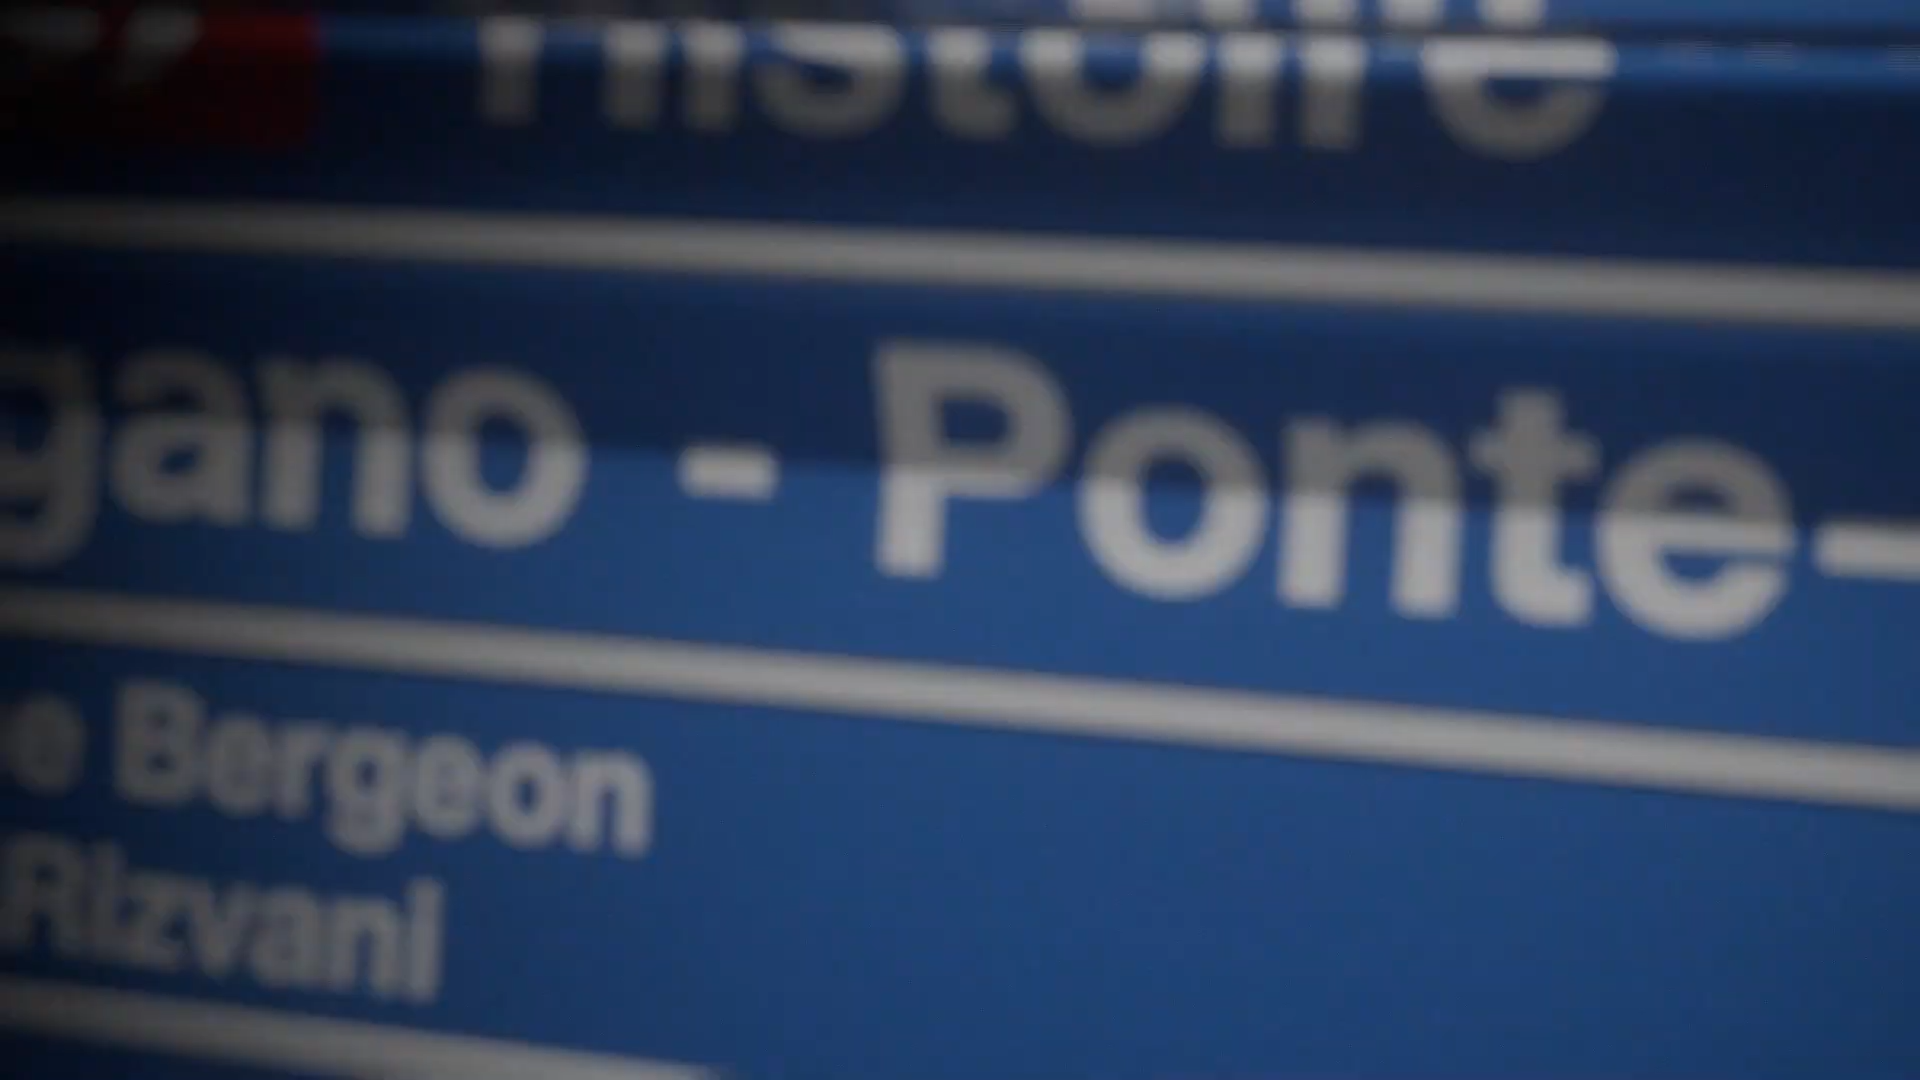 Histoire
gano - Ponte-
e Bergeon
Rizvani